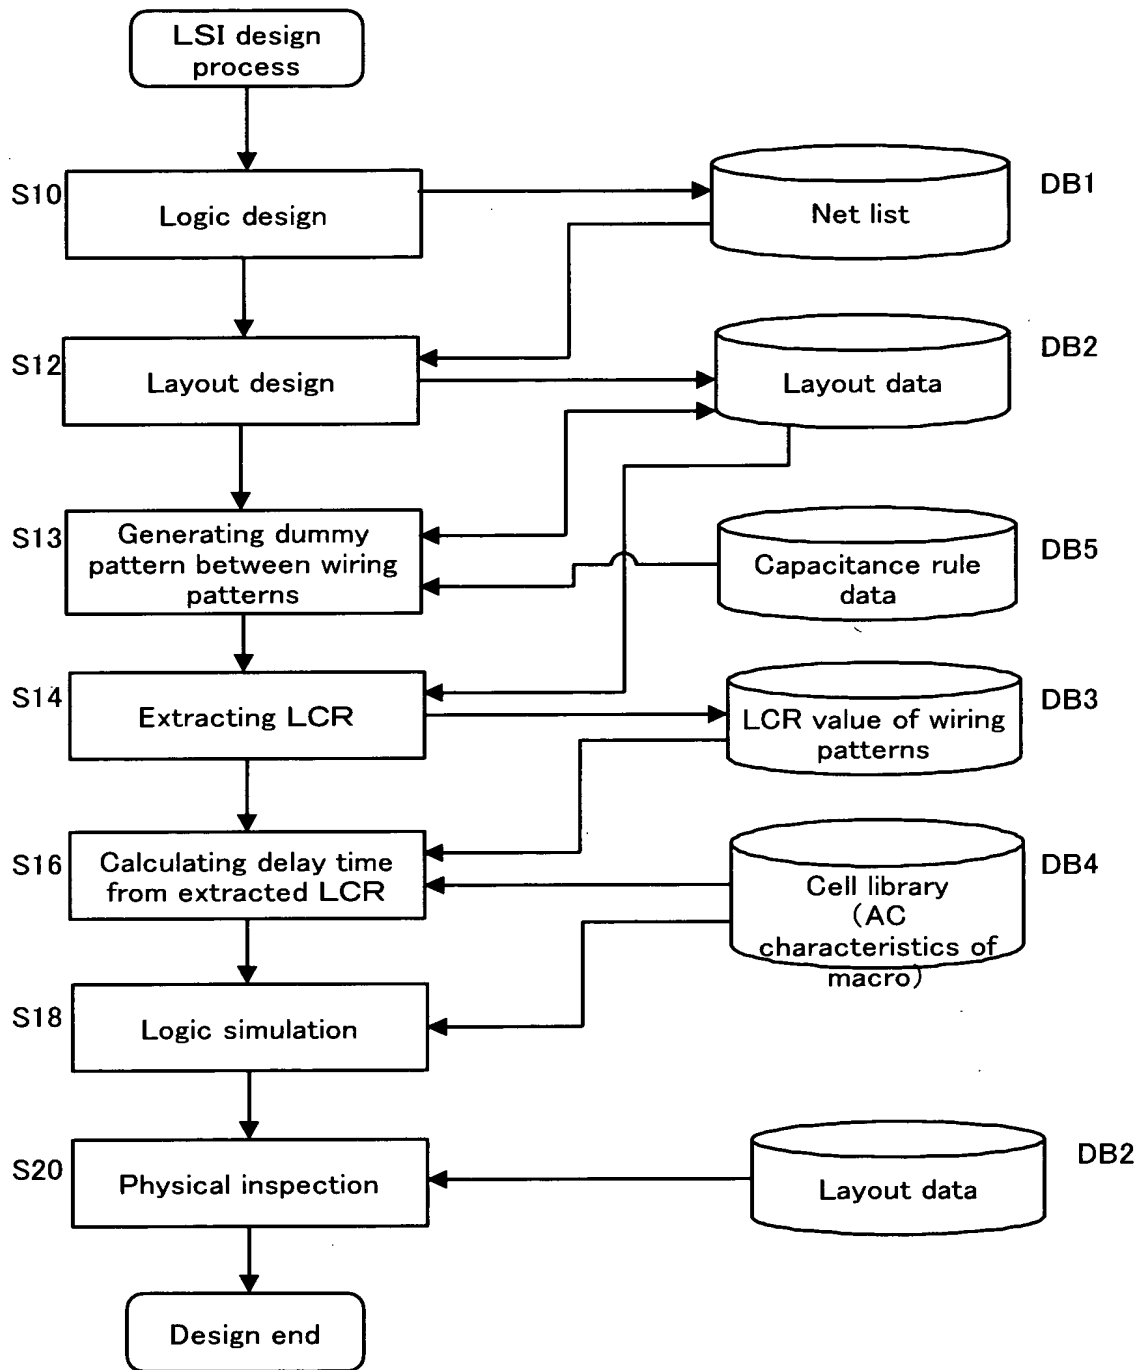 LSI design
process
S10
Logic design
Net list
DB1
S12
Layout design
Layout data
DB2
S13
Generating dummy
pattern between wiring
patterns
Capacitance rule
data
DB5
S14
Extracting LCR
LCR value of wiring
patterns
DB3
S16
Calculating delay time
from extracted LCR
Cell library
(AC
characteristics of
macro)
DB4
S18
Logic simulation
S20
Physical inspection
Layout data
DB2
Design end